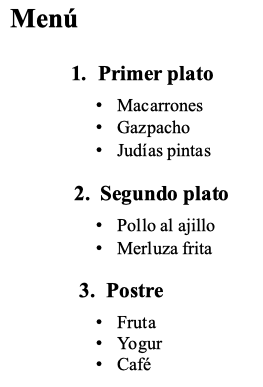 Menú
1. Primer plato
• Macarrones
• Gazpacho
• Judías pintas
2. Segundo plato
• Pollo al ajillo
• Merluza frita
3. Postre
• Fruta
• Yogur
• Café